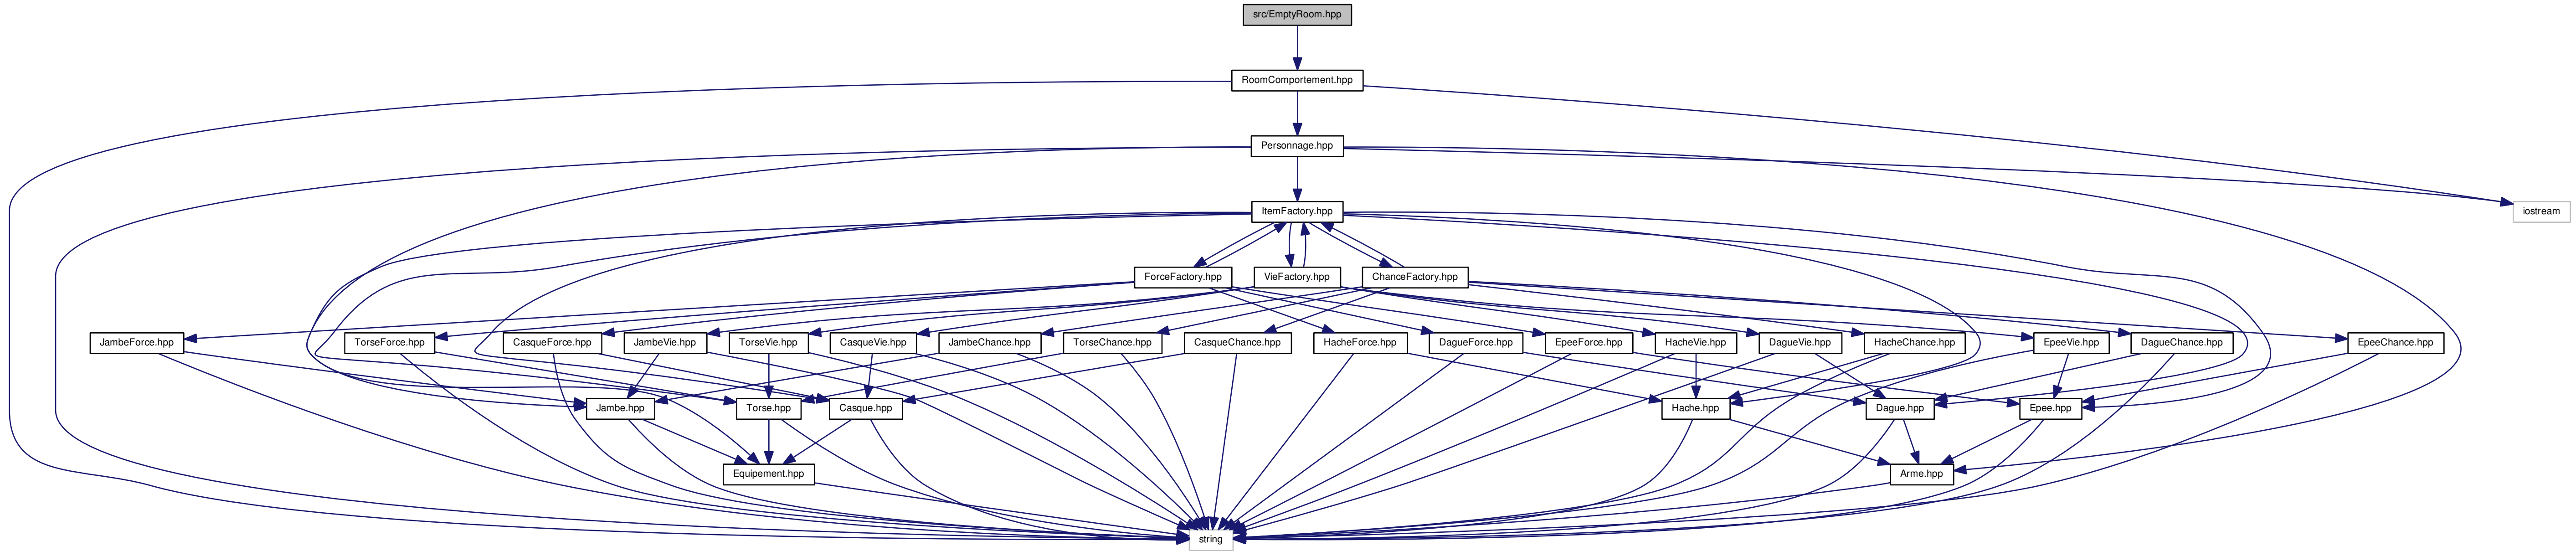 src/EmptyRoom.hpp
RoomComportement.hpp
Personnage.hpp
ItemFactory.hpp
iostream
ForceFactory.hpp
VieFactory.hpp
ChanceFactory.hpp
JambeForce.hpp
TorseForce.hpp
CasqueForce.hpp
JambeVie.hpp
TorseVie.hpp
CasqueVie.hpp
JambeChance.hpp
TorseChance.hpp
CasqueChance.hpp
HacheForce.hpp
DagueForce.hpp
EpeeForce.hpp
HacheVie.hpp
DagueVie.hpp
HacheChance.hpp
EpeeVie.hpp
DagueChance.hpp
EpeeChance.hpp
Jambe.hpp
Torse.hpp
Casque.hpp
Hache.hpp
Dague.hpp
Epee.hpp
Equipement.hpp
Arme.hpp
string